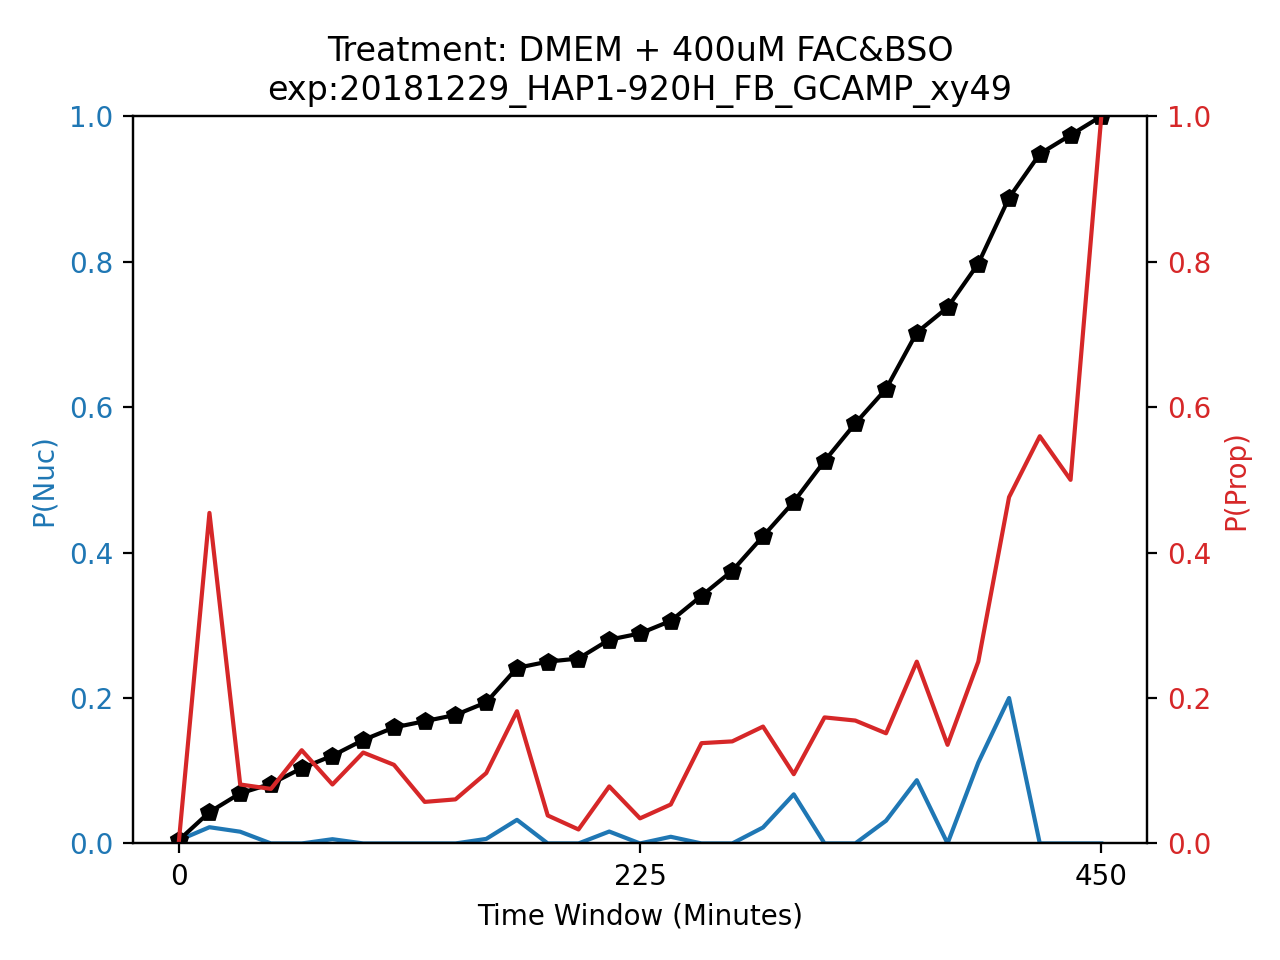 Treatment: DMEM + 400uM FAC&BSO
exp:20181229_HAP1-920H_FB_GCAMP_xy49
1.0
0.8
0.6
0.4
0.2
0.0
P(Nuc)
1.0
0.8
0.6
0.4
0.2
0.0
P(Prop)
0 225 450
Time Window (Minutes)